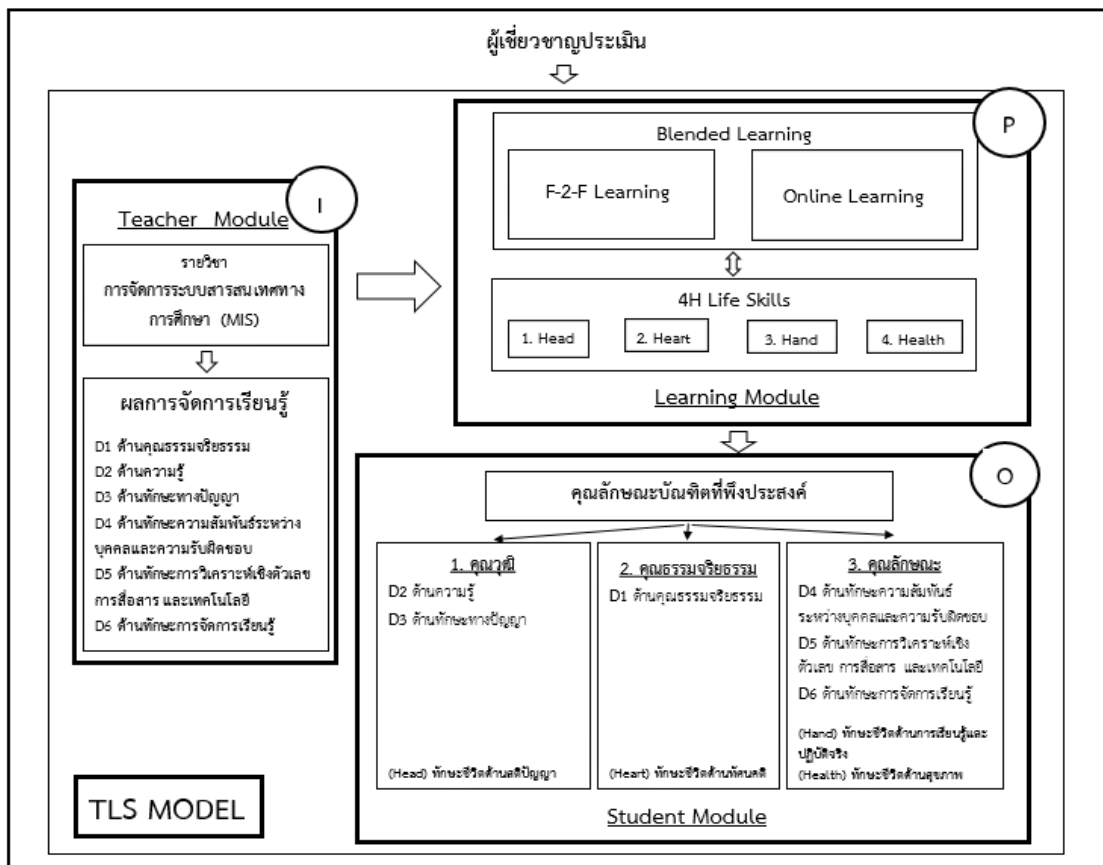 ผู้เชี่ยวชาญประเมิน
I
Teacher Module
รายวิชา
การจัดการระบบสารสนเทศทาง
การศึกษา (MIS)
ผลการจัดการเรียนรู้
D1 ด้านคุณธรรมจริยธรรม
D2 ด้านความรู้
D3 ด้านทักษะทางปัญญา
D4 ด้านทักษะความสัมพันธ์ระหว่าง
บุคคลและความรับผิดชอบ
D5 ด้านทักษะการวิเคราะห์เชิงตัวเลข
การสื่อสาร และเทคโนโลยี
D6 ด้านทักษะการจัดการเรียนรู้
P
Blended Learning
F-2-F Learning
Online Learning
4H Life Skills
1. Head
2. Heart
3. Hand
4. Health
Learning Module
O
คุณลักษณะบัณฑิตที่พึงประสงค์
1. คุณวุฒิ
D2 ด้านความรู้
D3 ด้านทักษะทางปัญญา
(Head) ทักษะชีวิตด้านสติปัญญา
2. คุณธรรมจริยธรรม
D1 ด้านคุณธรรมจริยธรรม
(Heart) ทักษะชีวิตด้านทัศนคติ
3. คุณลักษณะ
D4 ด้านทักษะความสัมพันธ์
ระหว่างบุคคลและความรับผิดชอบ
D5 ด้านทักษะการวิเคราะห์เชิง
ตัวเลข การสื่อสาร และเทคโนโลยี
D6 ด้านทักษะการจัดการเรียนรู้
(Hand) ทักษะชีวิตด้านการเรียนรู้และ
ปฏิบัติจริง
(Health) ทักษะชีวิตด้านสุขภาพ
Student Module
TLS MODEL